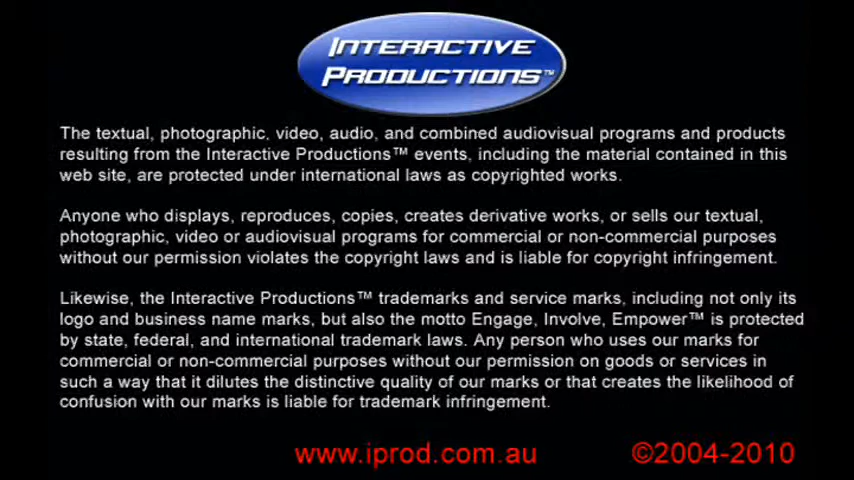 INTERACTIVE
PRODUCTIONS™
The textual, photographic, video, audio, and combined audiovisual programs and products
resulting from the Interactive Productions™ events, including the material contained in this
web site, are protected under international laws as copyrighted works.
Anyone who displays, reproduces, copies, creates derivative works, or sells our textual,
photographic, video or audiovisual programs for commercial or non-commercial purposes
without our permission violates the copyright laws and is liable for copyright infringement.
Likewise, the Interactive Productions™ trademarks and service marks, including not only its
logo and business name marks, but also the motto Engage, Involve, Empower™ is protected
by state, federal, and international trademark laws. Any person who uses our marks for
commercial or non-commercial purposes without our permission on goods or services in
such a way that it dilutes the distinctive quality of our marks or that creates the likelihood of
confusion with our marks is liable for trademark infringement.
www.iprod.com.au ©2004-2010